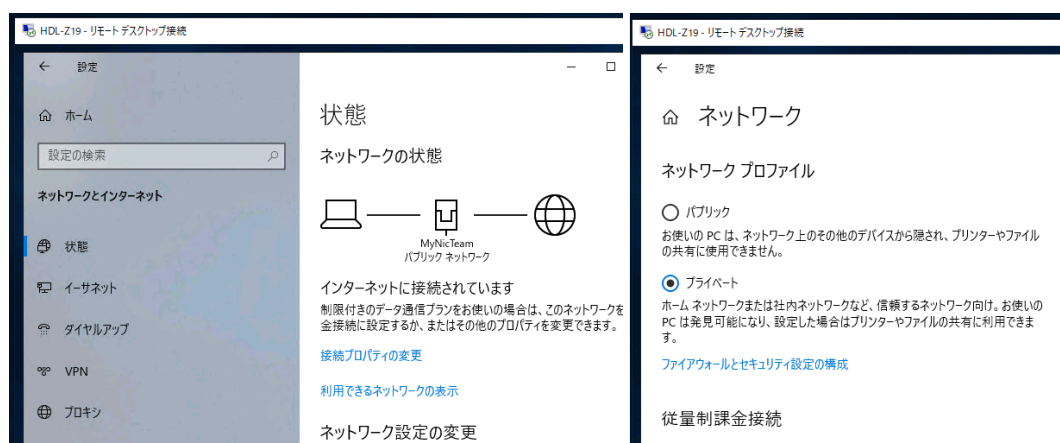 HDL-Z19 - リモート デスクトップ接続
設定
ホーム
設定の検索
ネットワークとインターネット
状態
イーサネット
ダイヤルアップ
VPN
プロキシ
状態
ネットワークの状態
MyNicTeam
パブリック ネットワーク
インターネットに接続されています
制限付きのデータ通信プランをお使いの場合は、このネットワークを
金接続に設定するか、またはその他のプロパティを変更できます。
接続プロパティの変更
利用できるネットワークの表示
ネットワーク設定の変更
HDL-Z19 - リモート デスクトップ接続
設定
ネットワーク
ネットワーク プロファイル
パブリック
お使いの PC は、ネットワーク上のその他のデバイスから隠され、プリンターやファイル
の共有に使用できません。
プライベート
ホーム ネットワークまたは社内ネットワークなど、信頼するネットワーク向け。お使いの
PC は発見可能になり、設定した場合はプリンターやファイルの共有に利用できま
す。
ファイアウォールとセキュリティ設定の構成
従量制課金接続